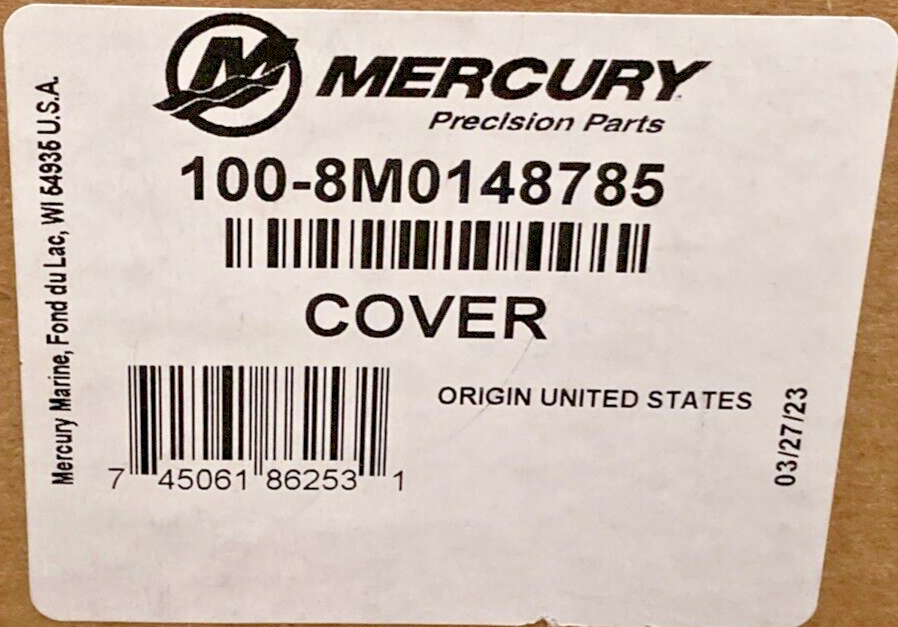 MERCURY
Precision Parts
100-8M0148785
COVER
ORIGIN UNITED STATES
7 45061 86253 1
03/27/23
Mercury Marine, Fond du Lac, WI 54935 U.S.A.